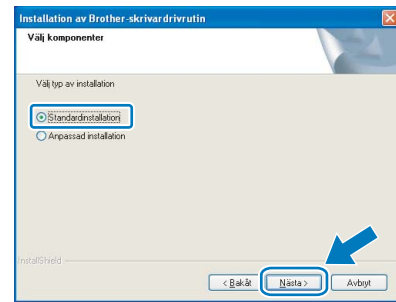 Installation av Brother-skrivardrivrutin
Välj komponenter
Välj typ av installation
Standardinstallation
Anpassad installation
InstallShield
< Bakåt Nästa > Avbryt